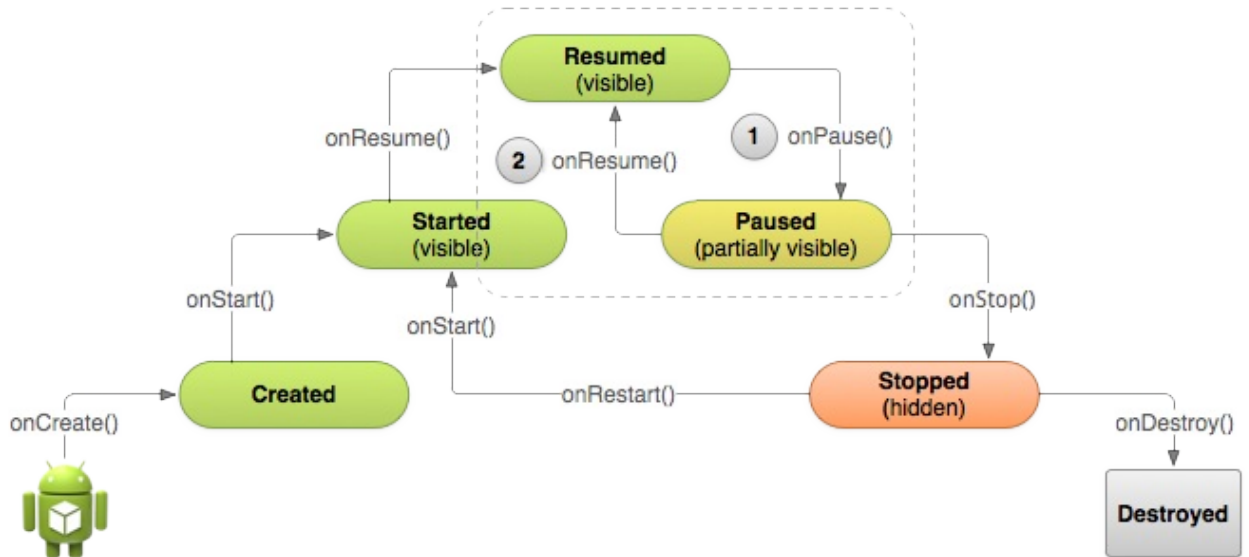 Resumed
(visible)
onResume()
2
onResume()
1
onPause()
Started
(visible)
Paused
(partially visible)
onStart()
onStart()
onStop()
Created
onRestart()
Stopped
(hidden)
onCreate()
onDestroy()
Destroyed